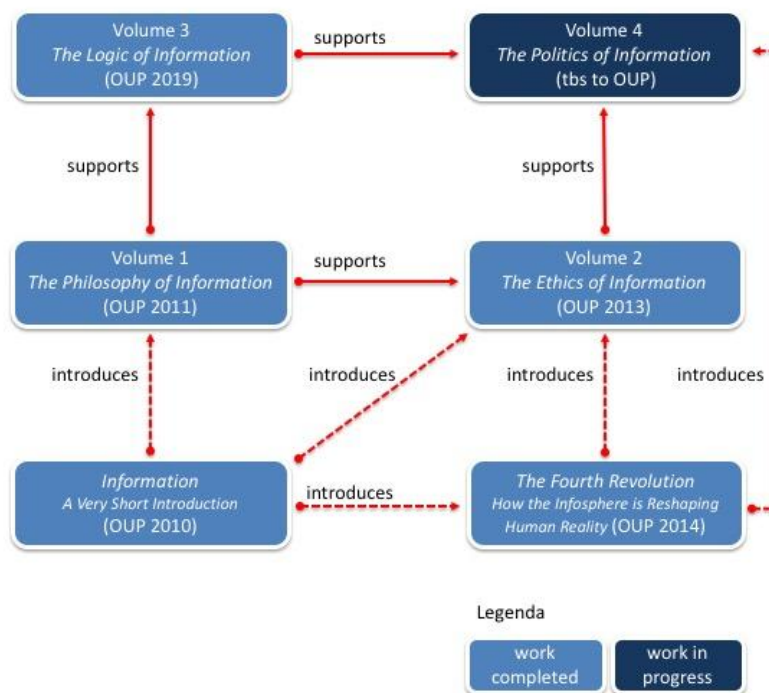 Volume 3
The Logic of Information
(OUP 2019)
supports
Volume 4
The Politics of Information
(tbs to OUP)
supports
supports
Volume 1
The Philosophy of Information
(OUP 2011)
supports
Volume 2
The Ethics of Information
(OUP 2013)
introduces
introduces
introduces
introduces
Information
A Very Short Introduction
(OUP 2010)
introduces
The Fourth Revolution
How the Infosphere is Reshaping
Human Reality (OUP 2014)
Legenda
work
completed
work in
progress